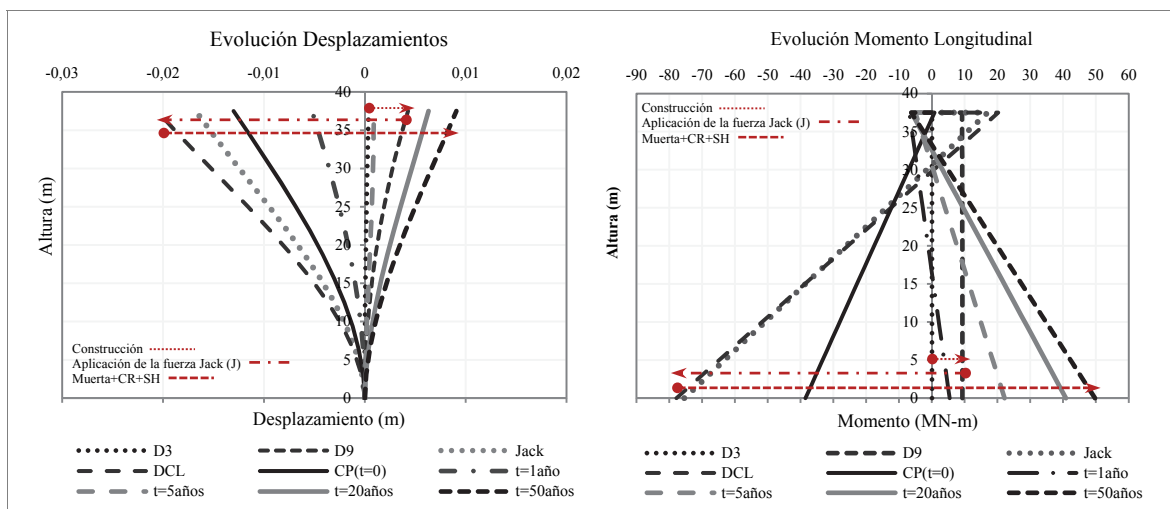 Evolución Desplazamientos
-0,03 -0,02 -0,01 0 0,01 0,02
40
35
30
25
20
15
10
5
0
Altura (m)
Construcción
Aplicación de la fuerza Jack (J)
Muerta+CR+SH
Desplazamiento (m)
D3 D9 Jack
DCL CP(t=0) t=1año
t=5años t=20años t=50años
Evolución Momento Longitudinal
-90 -80 -70 -60 -50 -40 -30 -20 -10 0 10 20 30 40 50 60
Construcción
Aplicación de la fuerza Jack (J)
Muerta+CR+SH
40
35
30
25
20
15
10
5
0
Altura (m)
Momento (MN-m)
D3 D9 Jack
DCL CP(t=0) t=1año
t=5años t=20años t=50años